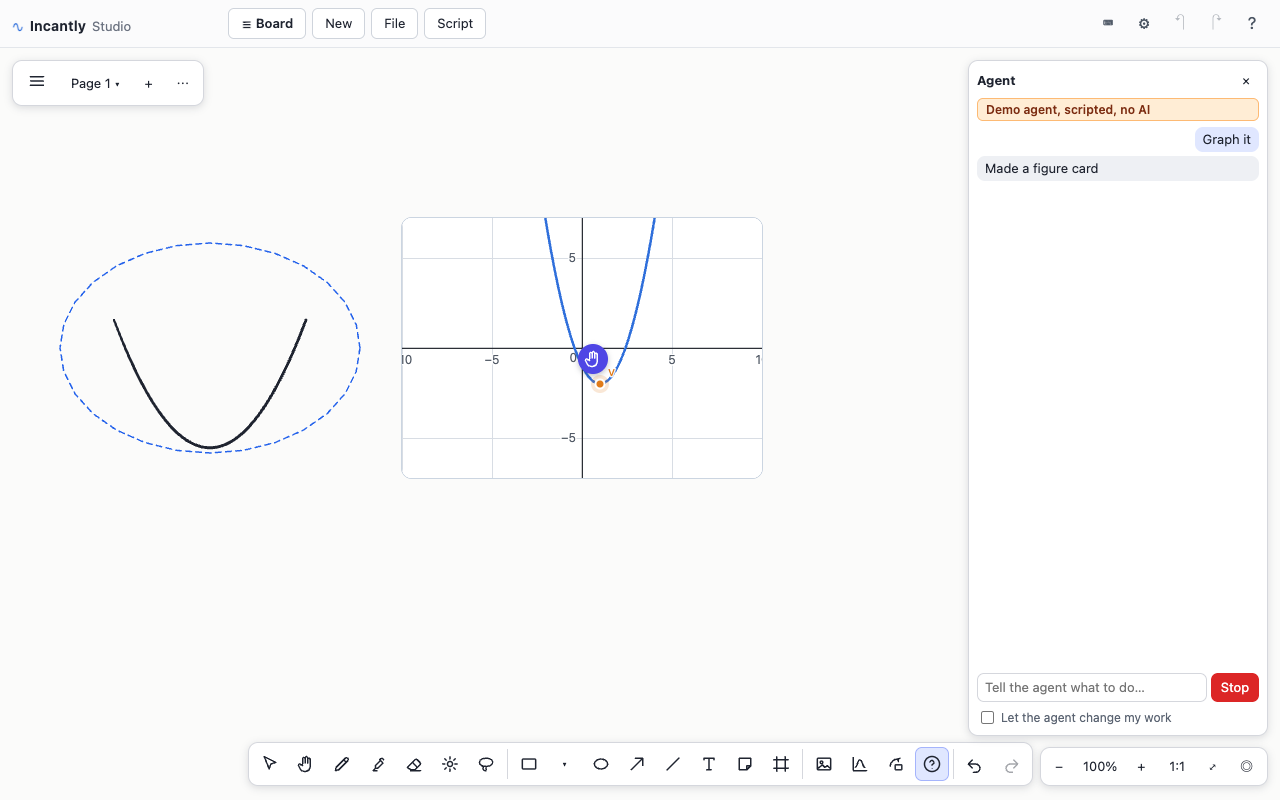 Incantly Studio
Board
New
File
Script
Page 1
Agent
Demo agent, scripted, no AI
Graph it
Made a figure card
5
10
−5
0
5
1
v
−5
Tell the agent what to do...
Stop
Let the agent change my work
100%
1:1